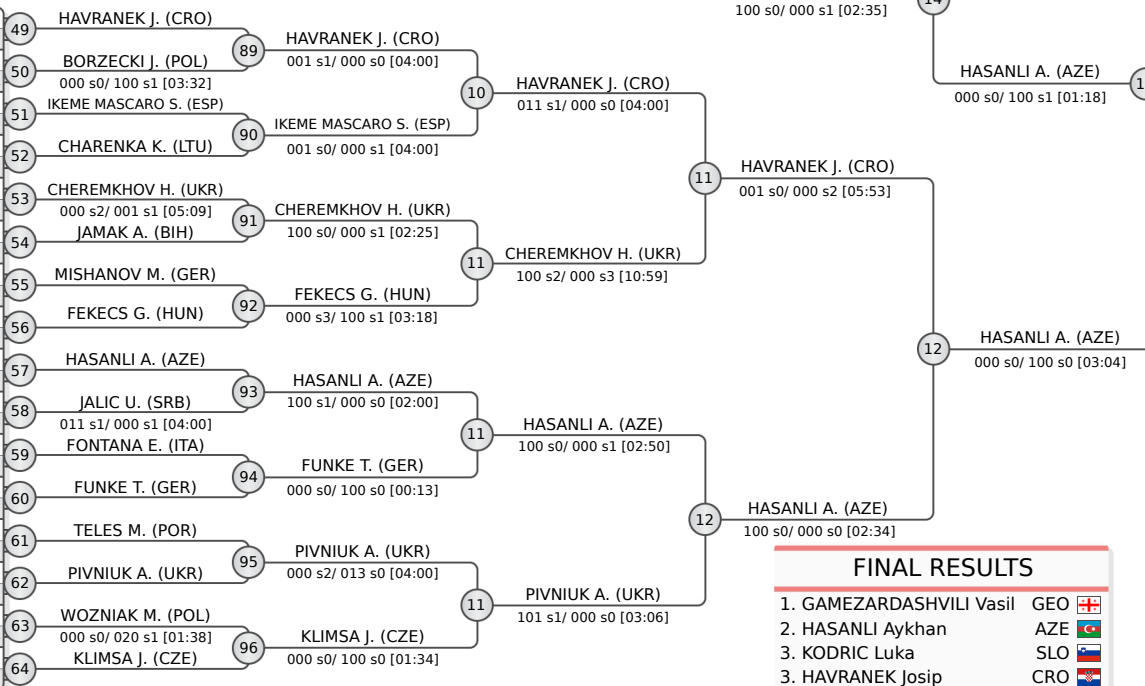 49
HAVRANEK J. (CRO)
50
BORZECKI J. (POL)
000 s0/ 100 s1 [03:32]
51
IKEME MASCARO S. (ESP)
52
CHARENKA K. (LTU)
53
CHEREMKHOV H. (UKR)
000 s2/ 001 s1 [05:09]
54
JAMAK A. (BIH)
55
MISHANOV M. (GER)
56
FEKECS G. (HUN)
57
HASANLI A. (AZE)
58
JALIC U. (SRB)
011 s1/ 000 s1 [04:00]
59
FONTANA E. (ITA)
60
FUNKE T. (GER)
61
TELES M. (POR)
62
PIVNIUK A. (UKR)
63
WOZNIAK M. (POL)
000 s0/ 020 s1 [01:38]
64
KLIMSA J. (CZE)
89
HAVRANEK J. (CRO)
001 s1/ 000 s0 [04:00]
90
IKEME MASCARO S. (ESP)
001 s0/ 000 s1 [04:00]
91
CHEREMKHOV H. (UKR)
100 s0/ 000 s1 [02:25]
92
FEKECS G. (HUN)
000 s3/ 100 s1 [03:18]
93
HASANLI A. (AZE)
100 s1/ 000 s0 [02:00]
94
FUNKE T. (GER)
000 s0/ 100 s0 [00:13]
95
PIVNIUK A. (UKR)
000 s2/ 013 s0 [04:00]
96
KLIMSA J. (CZE)
000 s0/ 100 s0 [01:34]
10
HAVRANEK J. (CRO)
011 s1/ 000 s0 [04:00]
11
CHEREMKHOV H. (UKR)
100 s2/ 000 s3 [10:59]
11
HASANLI A. (AZE)
100 s0/ 000 s1 [02:50]
11
PIVNIUK A. (UKR)
101 s1/ 000 s0 [03:06]
11
HAVRANEK J. (CRO)
001 s0/ 000 s2 [05:53]
12
HASANLI A. (AZE)
100 s0/ 000 s0 [02:34]
100 s0/ 000 s1 [02:35]
12
HASANLI A. (AZE)
000 s0/ 100 s0 [03:04]
HASANLI A. (AZE)
000 s0/ 100 s1 [01:18]
FINAL RESULTS
1. GAMEZARDASHVILI Vasil GEO
2. HASANLI Aykhan AZE
3. KODRIC Luka SLO
3. HAVRANEK Josip CRO